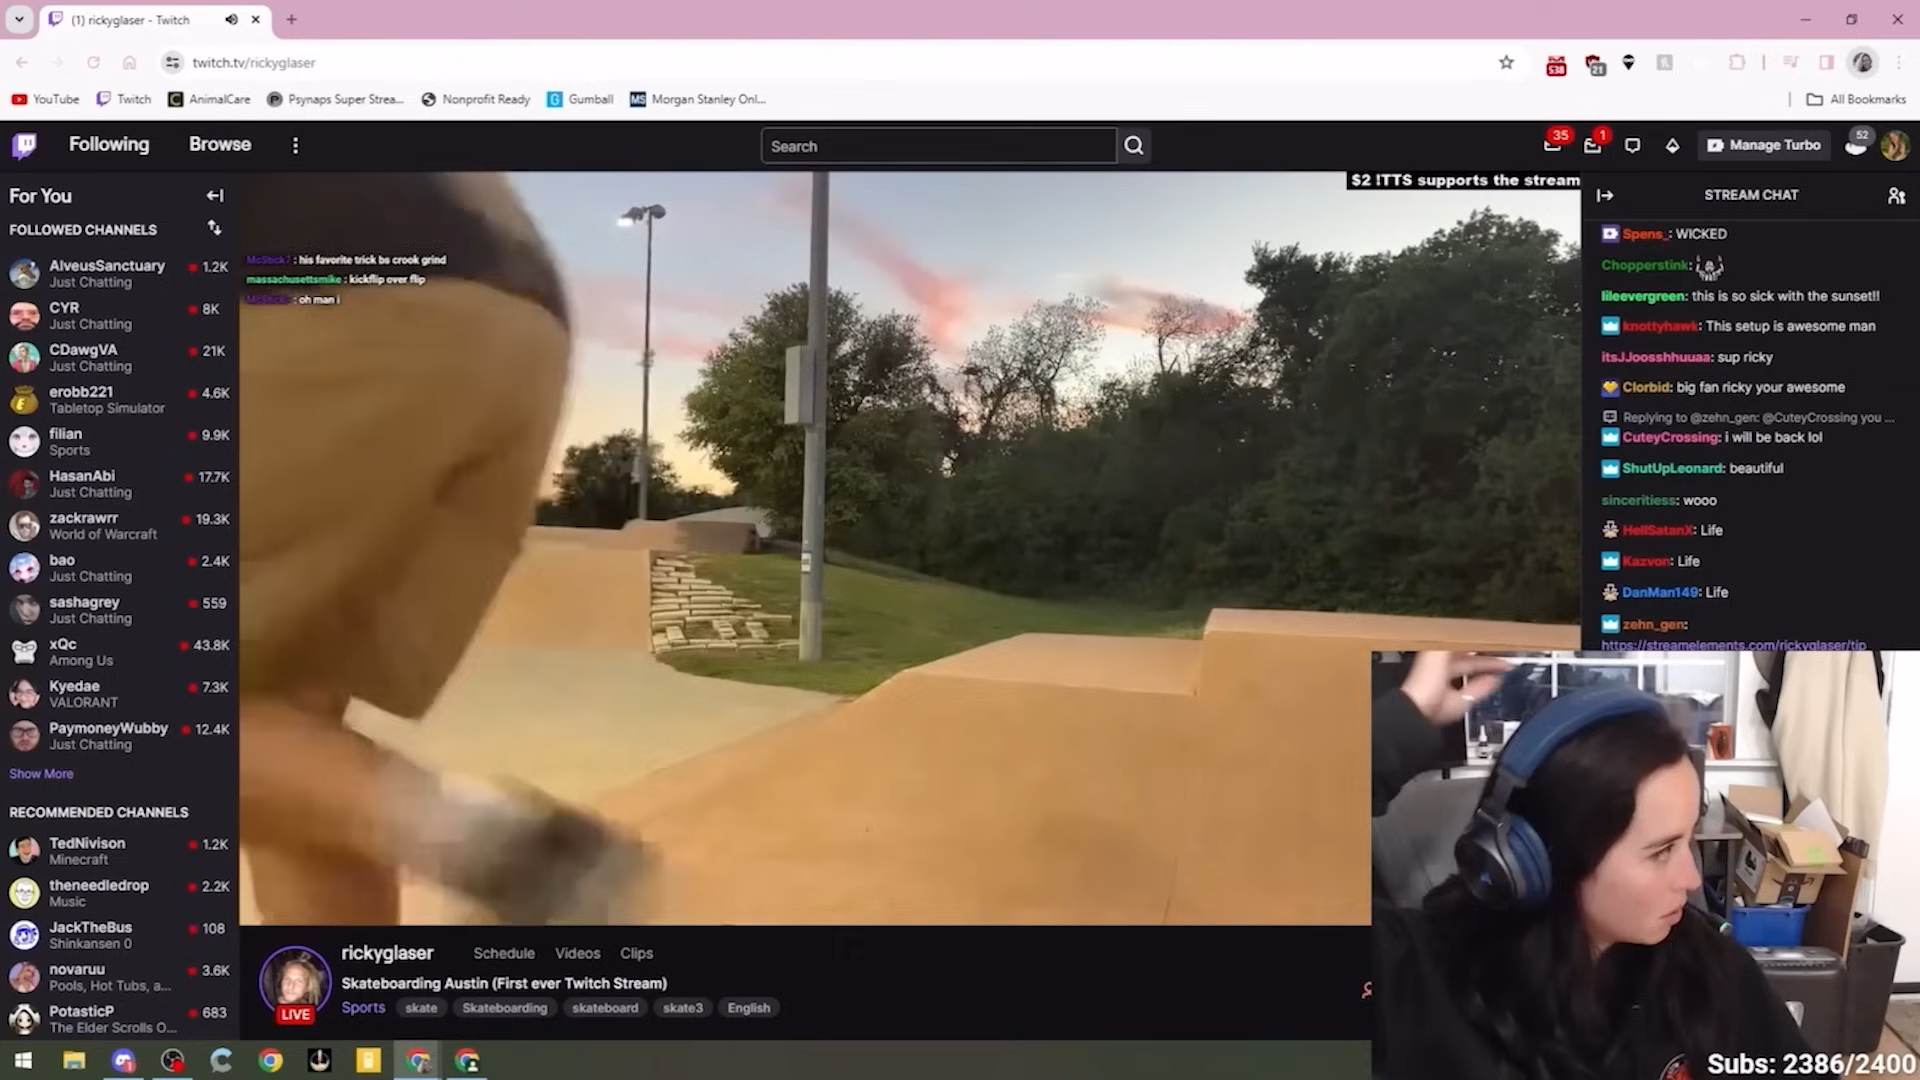 (1) rickyglaser - Twitch
twitch.tv/rickyglaser
538
21
YouTube
Twitch
AnimalCare
Psynaps Super Strea...
Nonprofit Ready
Gumball
MS Morgan Stanley Onl...
All Bookmarks
Following
Browse
Search
35
1
Manage Turbo
52
For You
FOLLOWED CHANNELS
AlveusSanctuary 1.2K
Just Chatting
CYR 8K
Just Chatting
CDawgVA 21K
Just Chatting
erobb221 4.6K
Tabletop Simulator
filian 9.9K
Sports
HasanAbi 17.7K
Just Chatting
zackrawrr 19.3K
World of Warcraft
bao 2.4K
Just Chatting
sashagrey 559
Just Chatting
xQc 43.8K
Among Us
Kyedae 7.3K
VALORANT
PaymoneyWubby 12.4K
Just Chatting
Show More
RECOMMENDED CHANNELS
TedNivison 1.2K
Minecraft
theneedledrop 2.2K
Music
JackTheBus 108
Shinkansen 0
novaruu 3.6K
Pools, Hot Tubs, a...
PotasticP 683
The Elder Scrolls O...
$2 !TTS supports the stream
McStick7 : his favorite trick bs crook grind
massachusettsmike : kickflip over flip
: oh man i
rickyglaser
Schedule
Videos
Clips
Skateboarding Austin (First ever Twitch Stream)
Sports
skate
Skateboarding
skateboard
skate3
English
LIVE
STREAM CHAT
Spens_: WICKED
Chopperstink:
lileevergreen: this is so sick with the sunset!!
knottyhawk: This setup is awesome man
itsJJoosshhuuaa: sup ricky
Clorbid: big fan ricky your awesome
Replying to @zehn_gen: @CuteyCrossing you ...
CuteyCrossing: i will be back lol
ShutUpLeonard: beautiful
sinceritiess: wooo
HellSatanX: Life
Kazvon: Life
DanMan149: Life
zehn_gen:
https://streamelements.com/rickyglaser/tip
Subs: 2386/2400